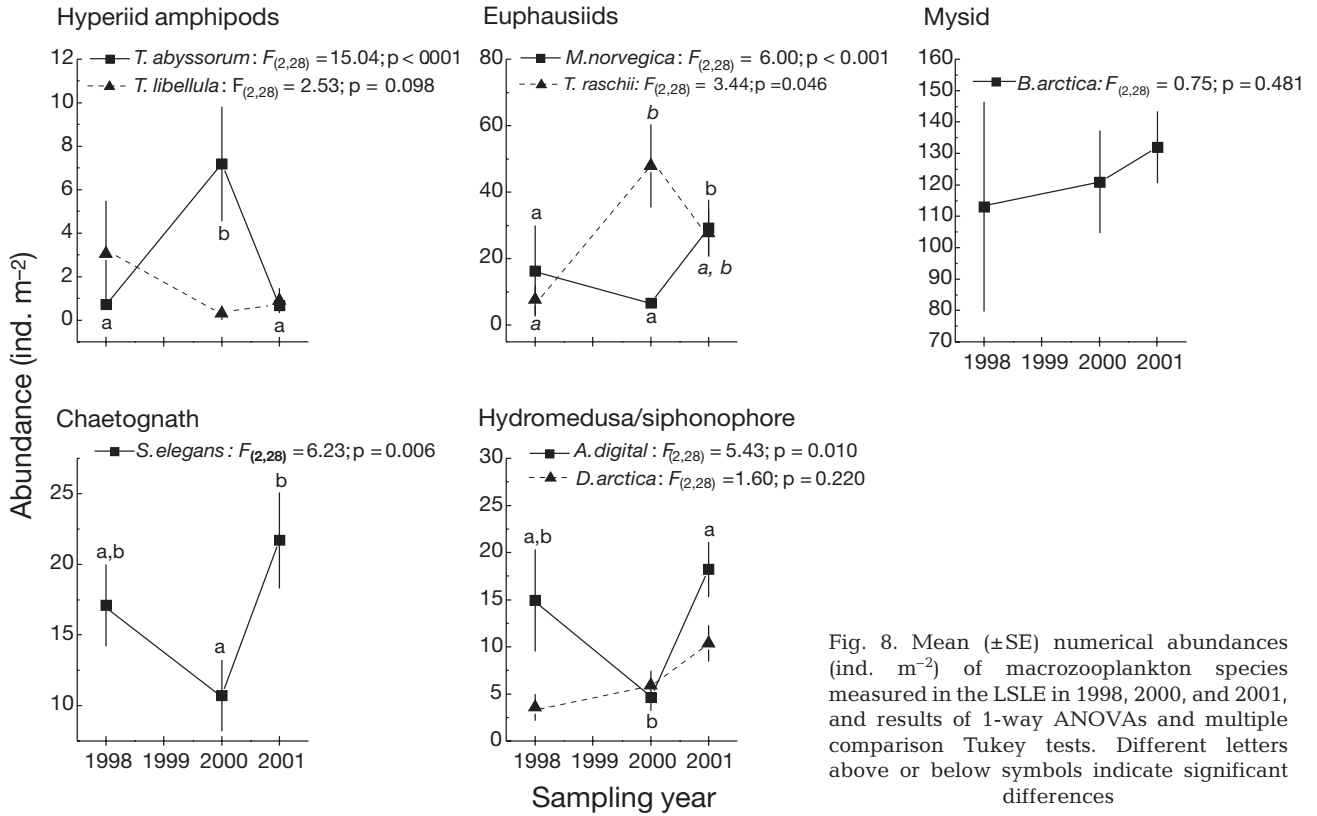 Hyperiid amphipods
T. abyssorum: F(2,28) = 15.04; p < 0001
T. libellula: F(2,28) = 2.53; p = 0.098
12
10
8
6
4
2
0
b
a
a
Euphausiids
M.norvegica: F(2,28) = 6.00; p < 0.001
T. raschii: F(2,28) = 3.44; p=0.046
80
60
40
20
0
b
a
b
a, b
a
a
Mysid
B.arctica: F(2,28) = 0.75; p = 0.481
160
150
140
130
120
110
100
90
80
70
1998 1999 2000 2001
Abundance (ind. m–2)
Chaetognath
S.elegans: F(2,28) = 6.23; p = 0.006
25
20
15
10
a,b
a
b
1998 1999 2000 2001
Hydromedusa/siphonophore
A.digital: F(2,28) = 5.43; p = 0.010
D.arctica: F(2,28) =1.60; p = 0.220
30
25
20
15
10
5
0
a,b
a
b
1998 1999 2000 2001
Sampling year
Fig. 8. Mean (±SE) numerical abundances
(ind. m–2) of macrozooplankton species
measured in the LSLE in 1998, 2000, and 2001,
and results of 1-way ANOVAs and multiple
comparison Tukey tests. Different letters
above or below symbols indicate significant
differences